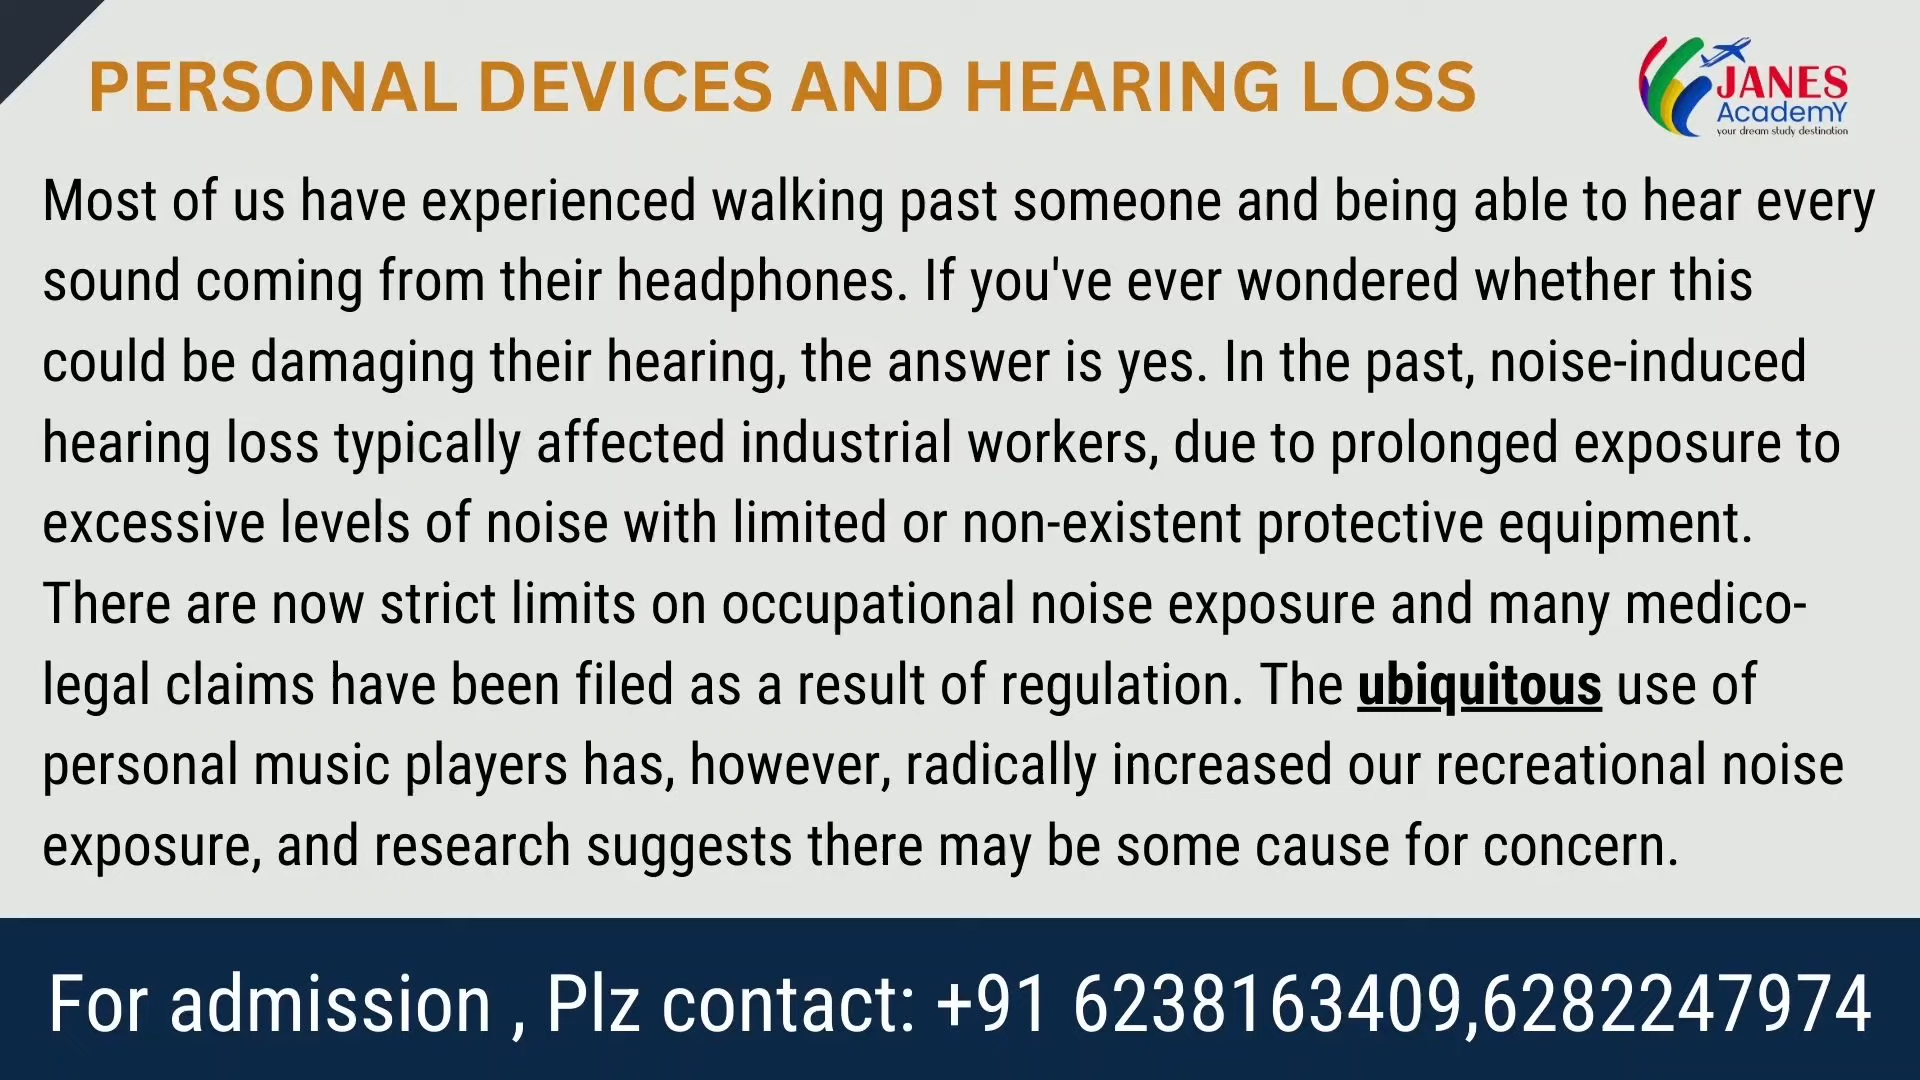 PERSONAL DEVICES AND HEARING LOSS
JANES
AcademY
your dream study destination
Most of us have experienced walking past someone and being able to hear every
sound coming from their headphones. If you've ever wondered whether this
could be damaging their hearing, the answer is yes. In the past, noise-induced
hearing loss typically affected industrial workers, due to prolonged exposure to
excessive levels of noise with limited or non-existent protective equipment.
There are now strict limits on occupational noise exposure and many medico-
legal claims have been filed as a result of regulation. The ubiquitous use of
personal music players has, however, radically increased our recreational noise
exposure, and research suggests there may be some cause for concern.
For admission , Plz contact: +91 6238163409,6282247974